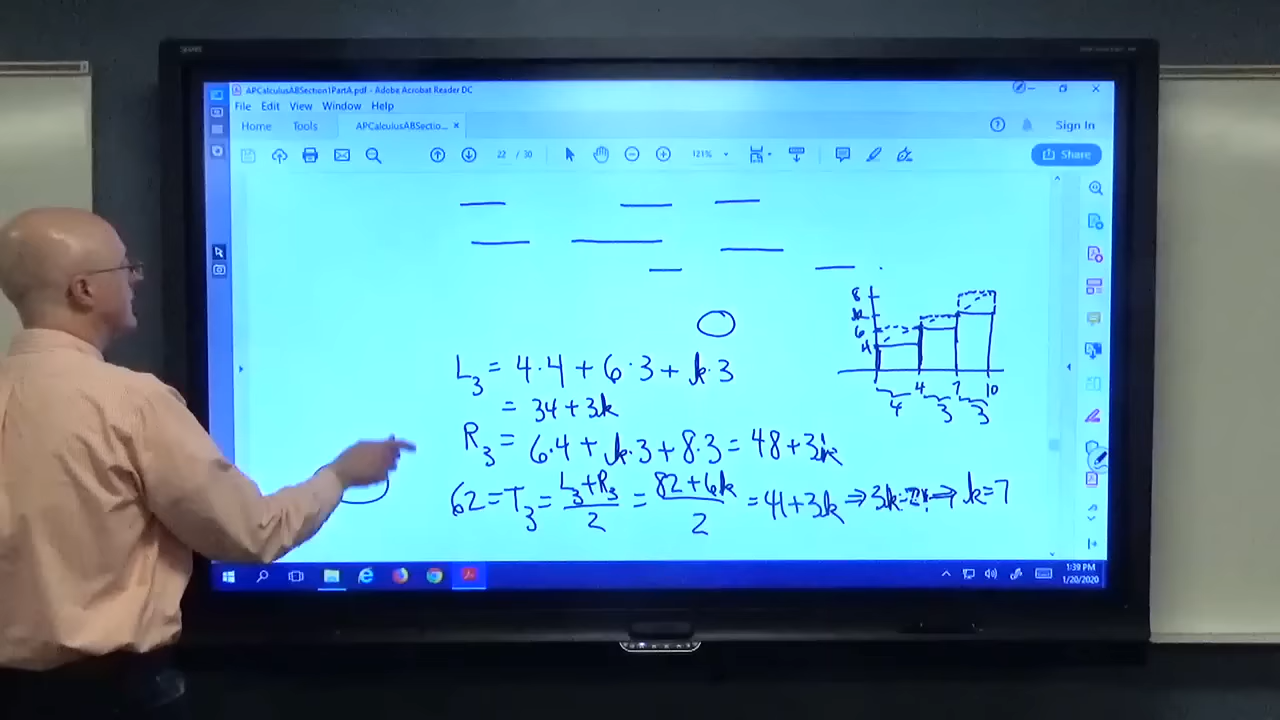 APCalculusABSection1PartA.pdf - Adobe Acrobat Reader DC
File Edit View Window Help
Home Tools APCalculusABSectio... ×
22 / 30 121%
Sign In
Share
8
k
6
4
4 7 10
4 3 3
L₃ = 4·4 + 6·3 + k·3
= 34 + 3k
R₃ = 6·4 + k·3 + 8·3 = 48 + 3k
62 = T₃ = (L₃+R₃)/2 = (82+6k)/2 = 41+3k ⇒ 3k=21 ⇒ k=7
1:39 PM
1/20/2020